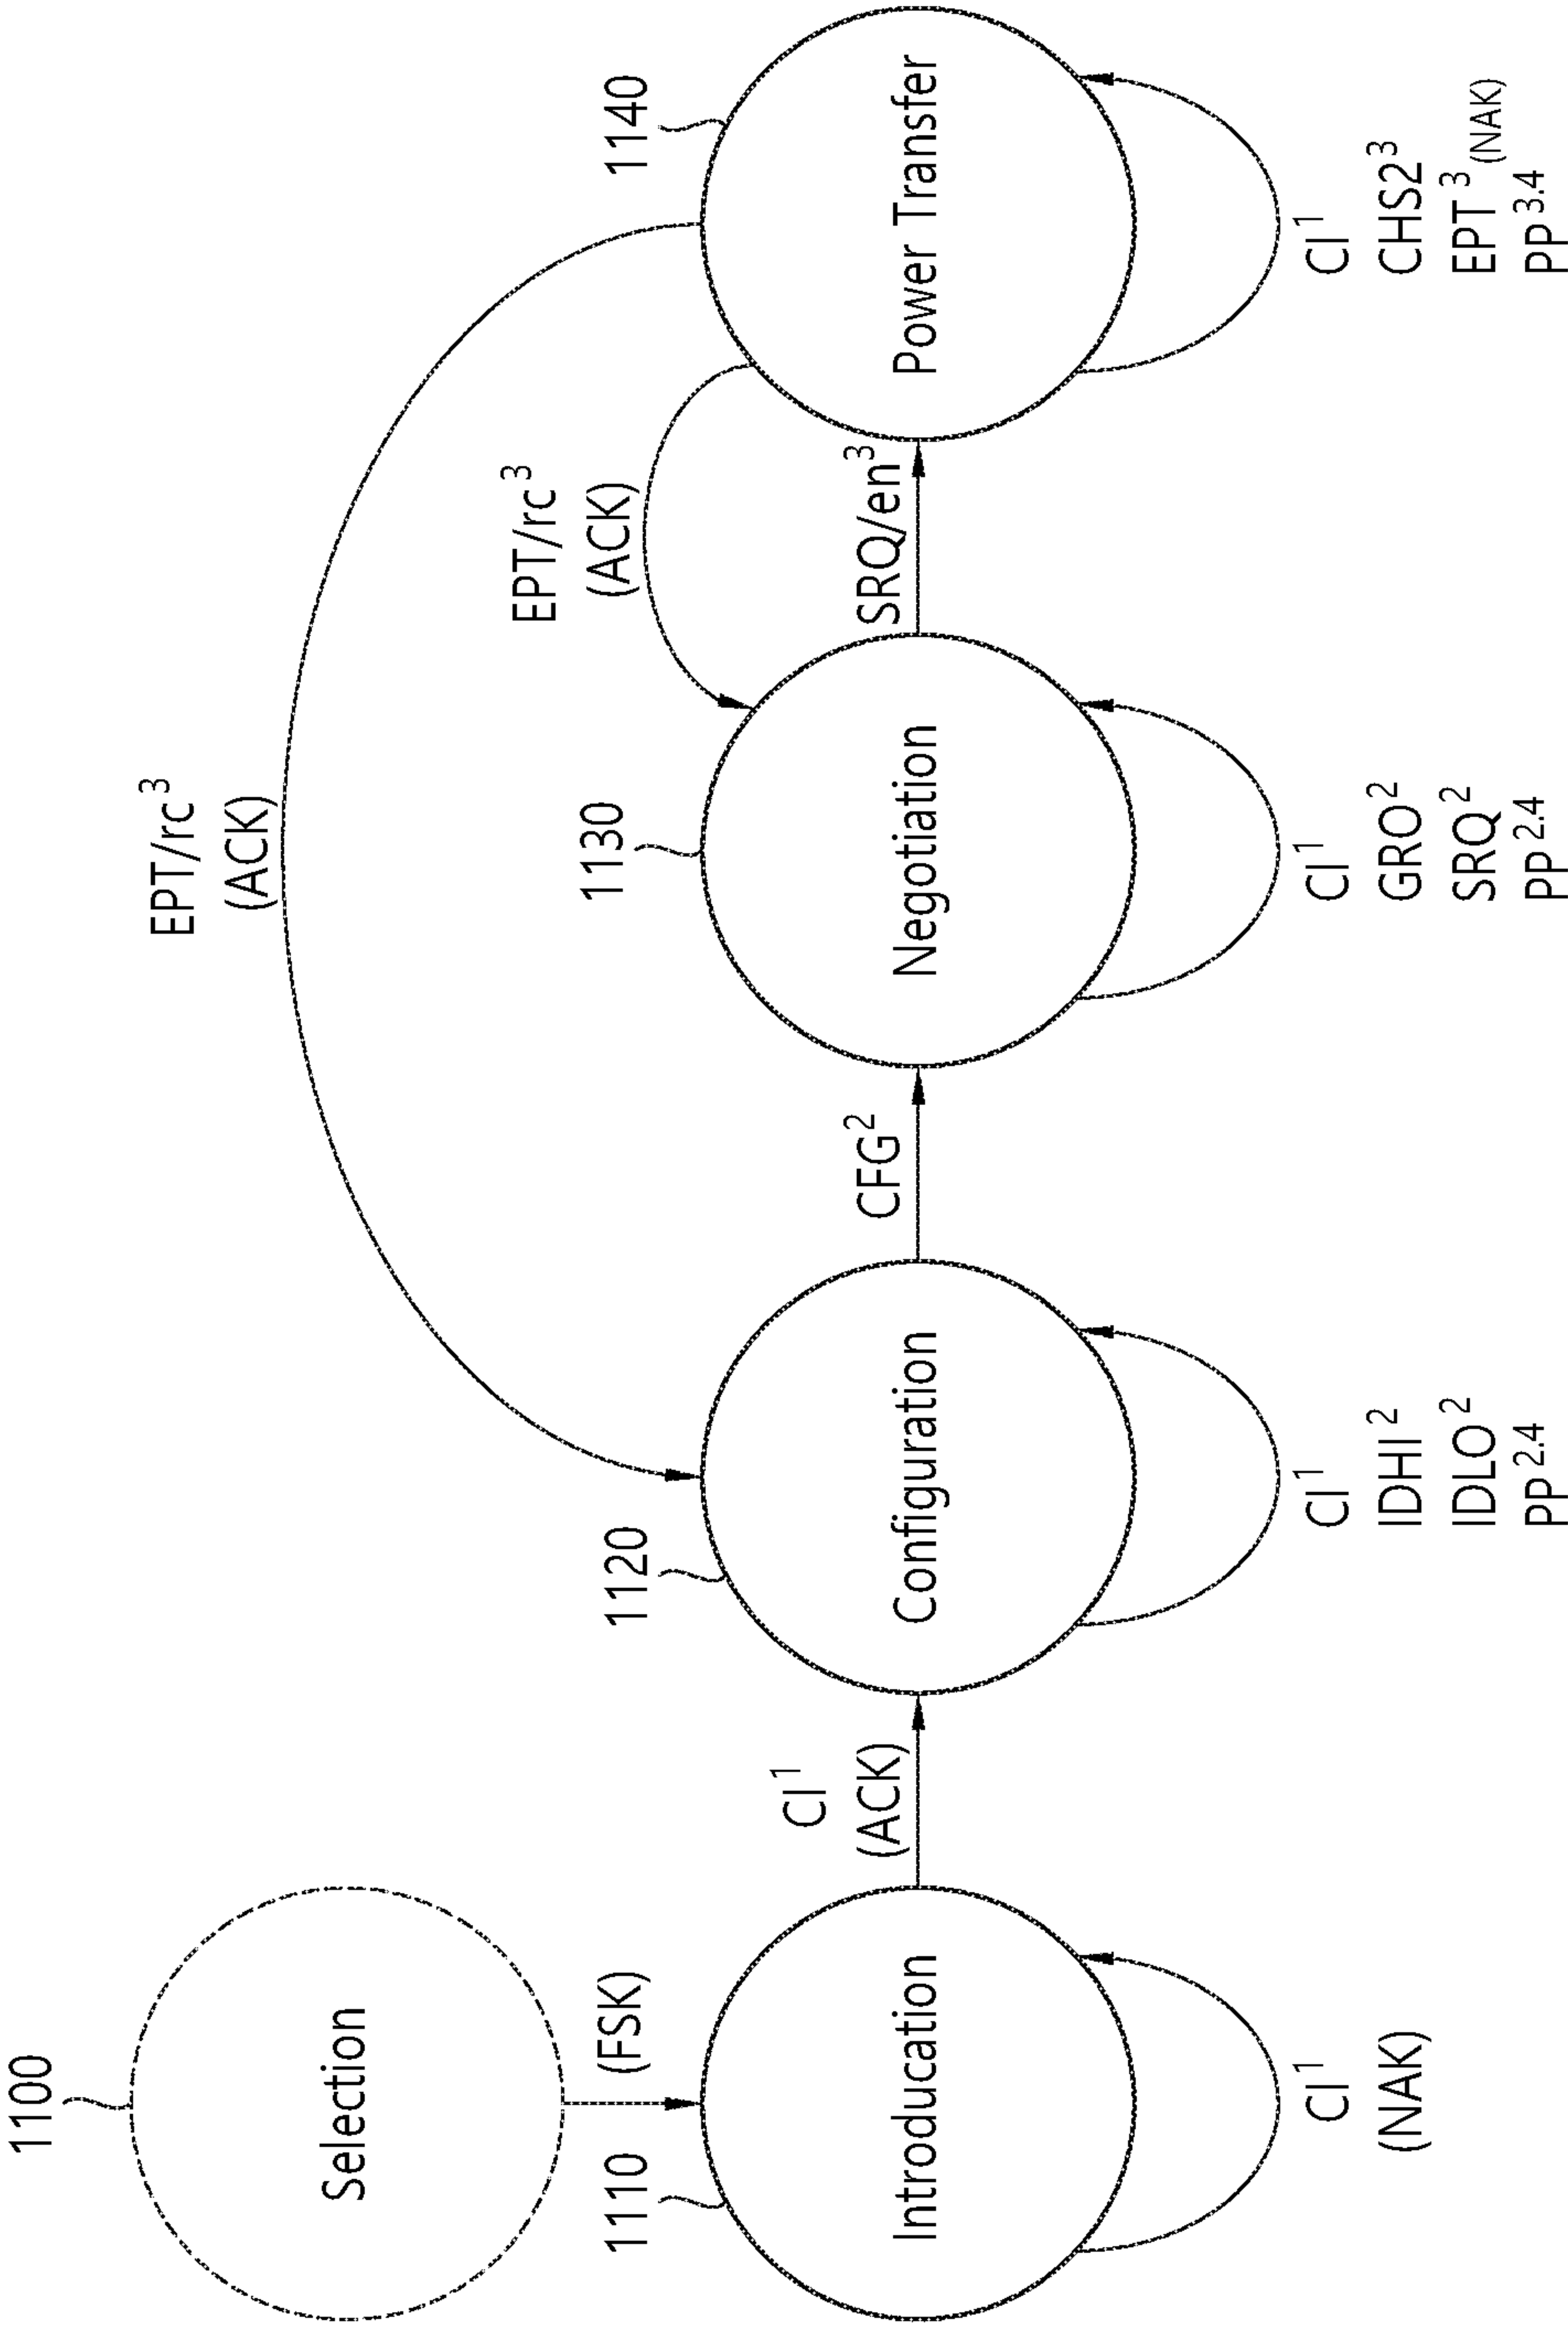 1100
Selection
(FSK)
1110
Introducation
CI¹
(NAK)
CI¹
(ACK)
1120
Configuration
CI¹
IDHI²
IDLO²
PP².⁴
CFG²
1130
Negotiation
CI¹
GRO²
SRQ²
PP².⁴
SRQ/en³
EPT/rc³
(ACK)
EPT/rc³
(ACK)
1140
Power Transfer
CI¹
CHS2³
EPT³(NAK)
PP³.⁴